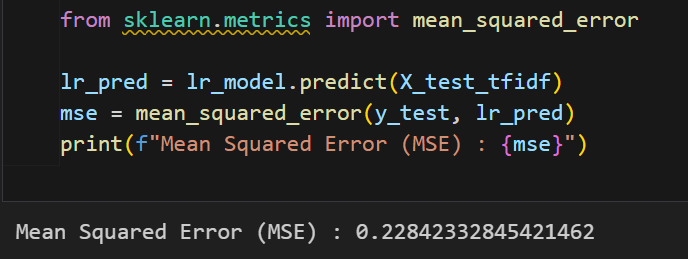 from sklearn.metrics import mean_squared_error
lr_pred = lr_model.predict(X_test_tfidf)
mse = mean_squared_error(y_test, lr_pred)
print(f"Mean Squared Error (MSE) : {mse}")
Mean Squared Error (MSE) : 0.22842332845421462